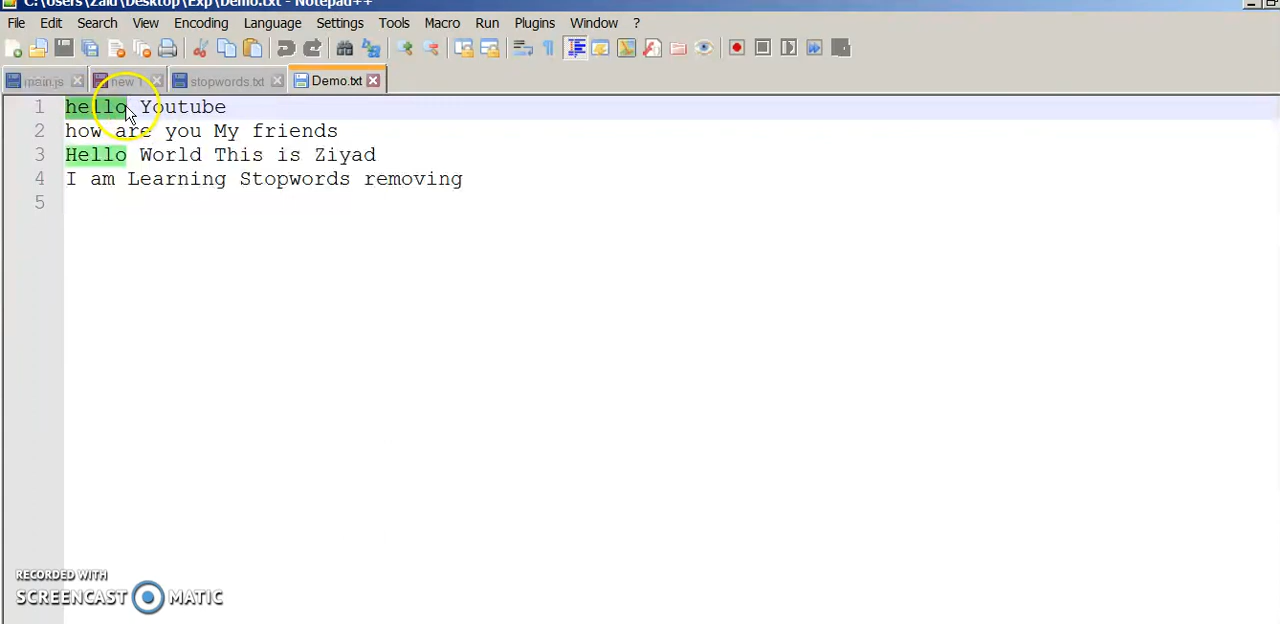 C:\Users\Zaid\Desktop\Exp\Demo.txt - Notepad++
File Edit Search View Encoding Language Settings Tools Macro Run Plugins Window ?
main.js new 1 stopwords.txt Demo.txt
1 hello Youtube
2 how are you My friends
3 Hello World This is Ziyad
4 I am Learning Stopwords removing
5
RECORDED WITH
SCREENCAST MATIC